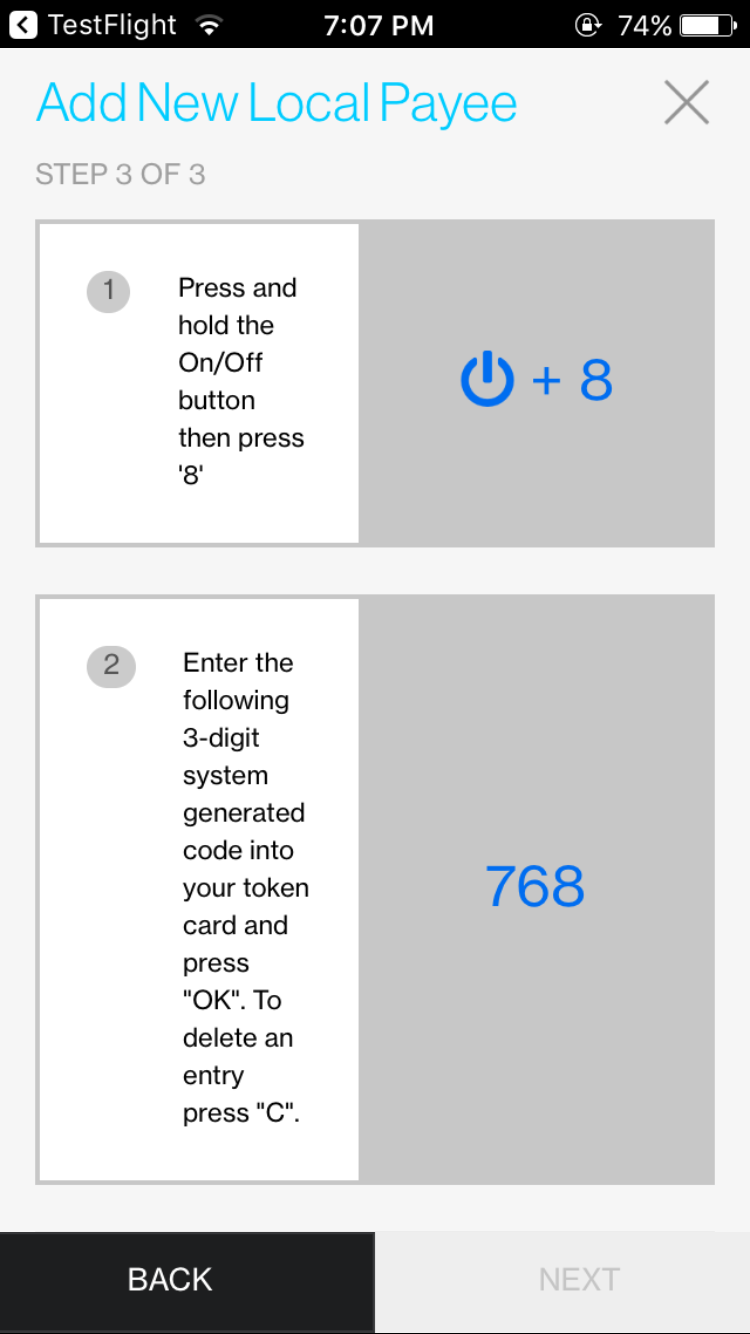 TestFlight 7:07 PM 74%
Add New Local Payee
STEP 3 OF 3
1
Press and
hold the
On/Off
button
then press
'8'
+ 8
2
Enter the
following
3-digit
system
generated
code into
your token
card and
press
"OK". To
delete an
entry
press "C".
768
BACK NEXT